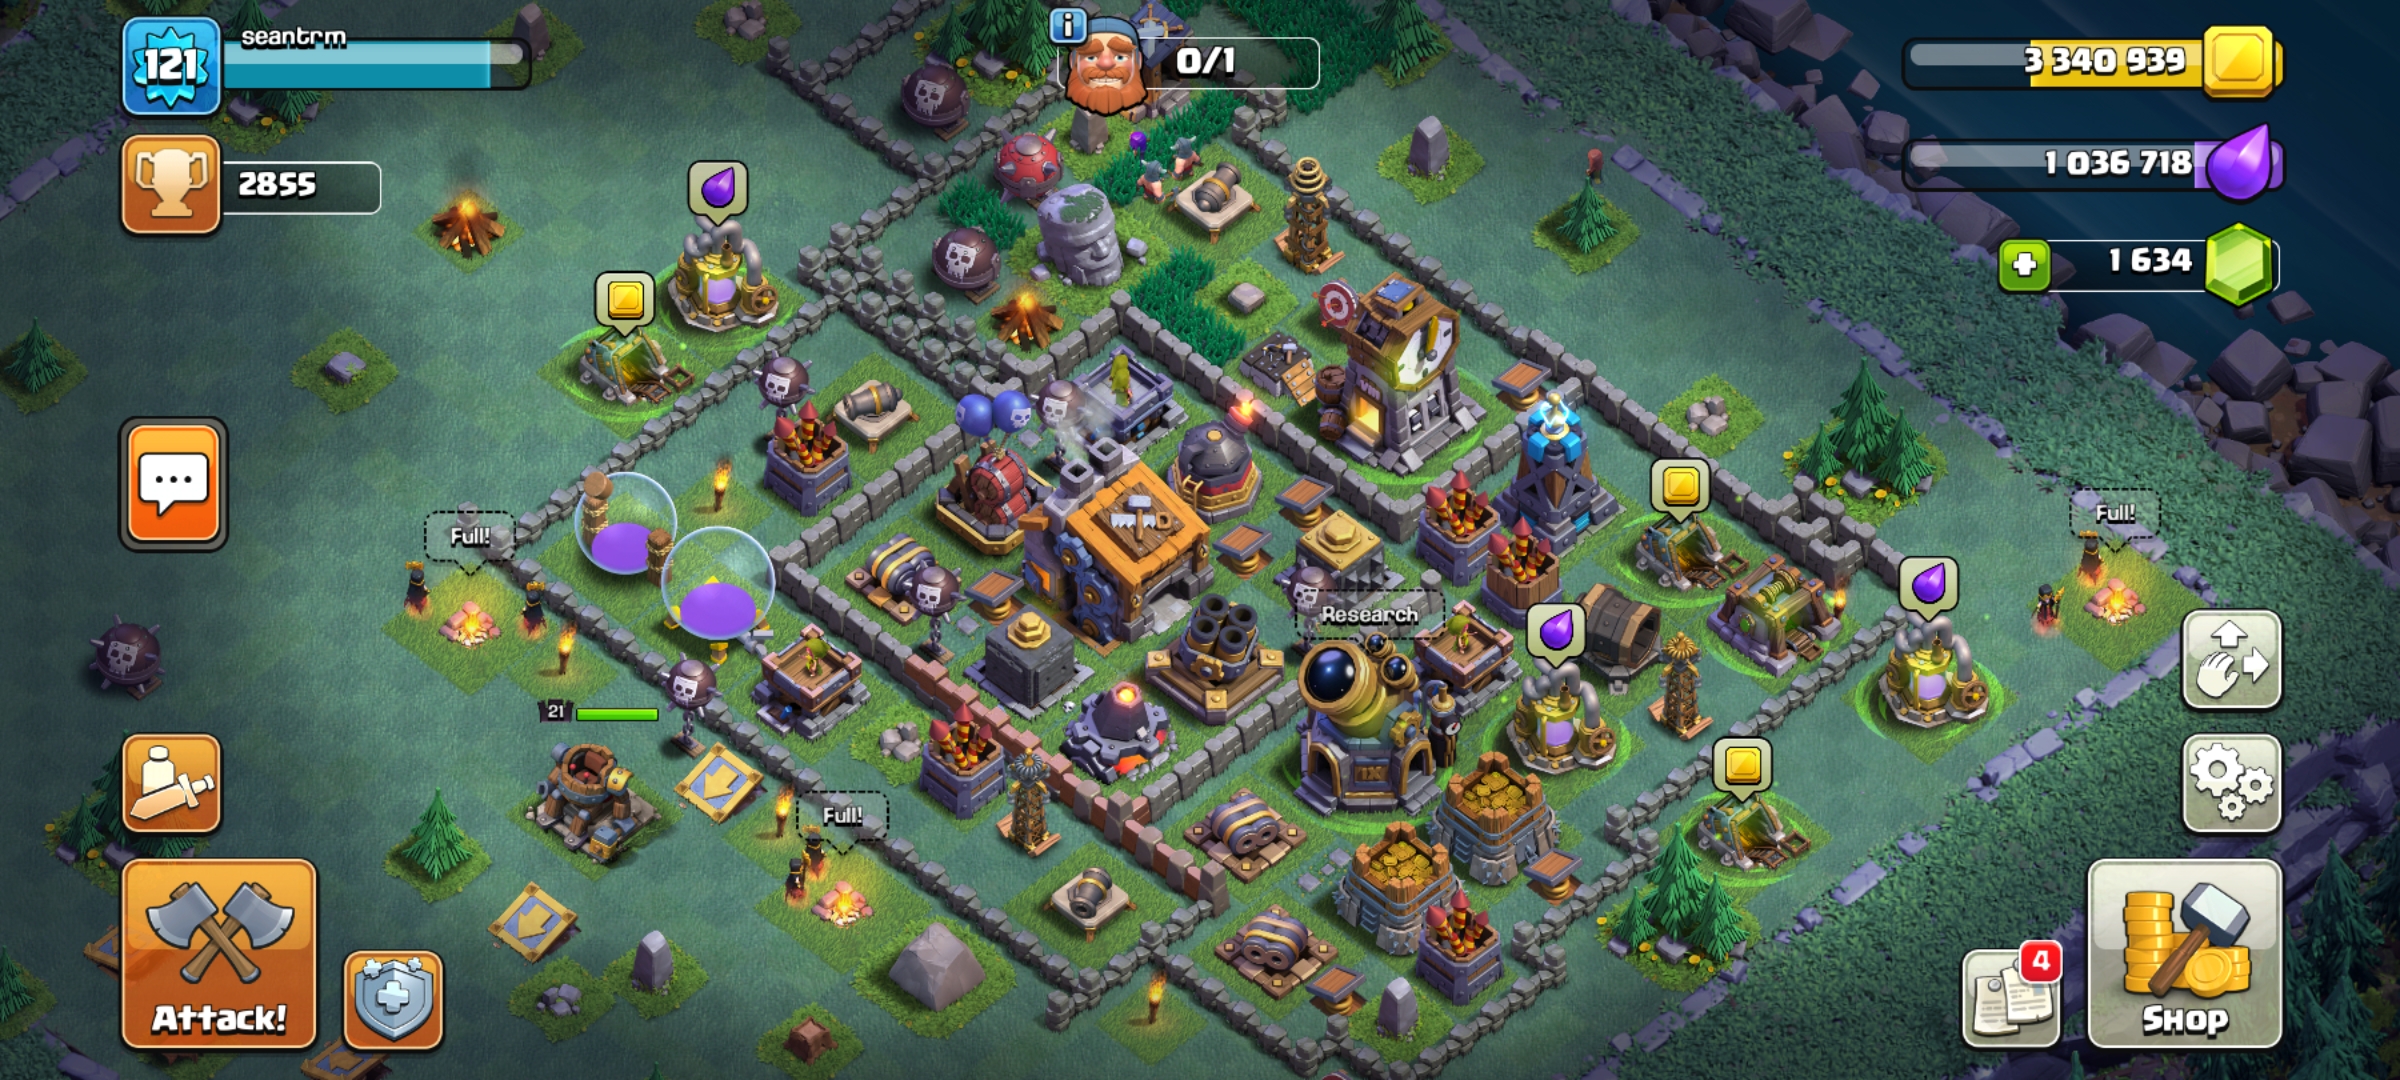 121
seantrm
0/1
3 340 939
2855
1 036 718
1 634
Full!
Full!
Research
21
Full!
IX
4
Attack!
Shop